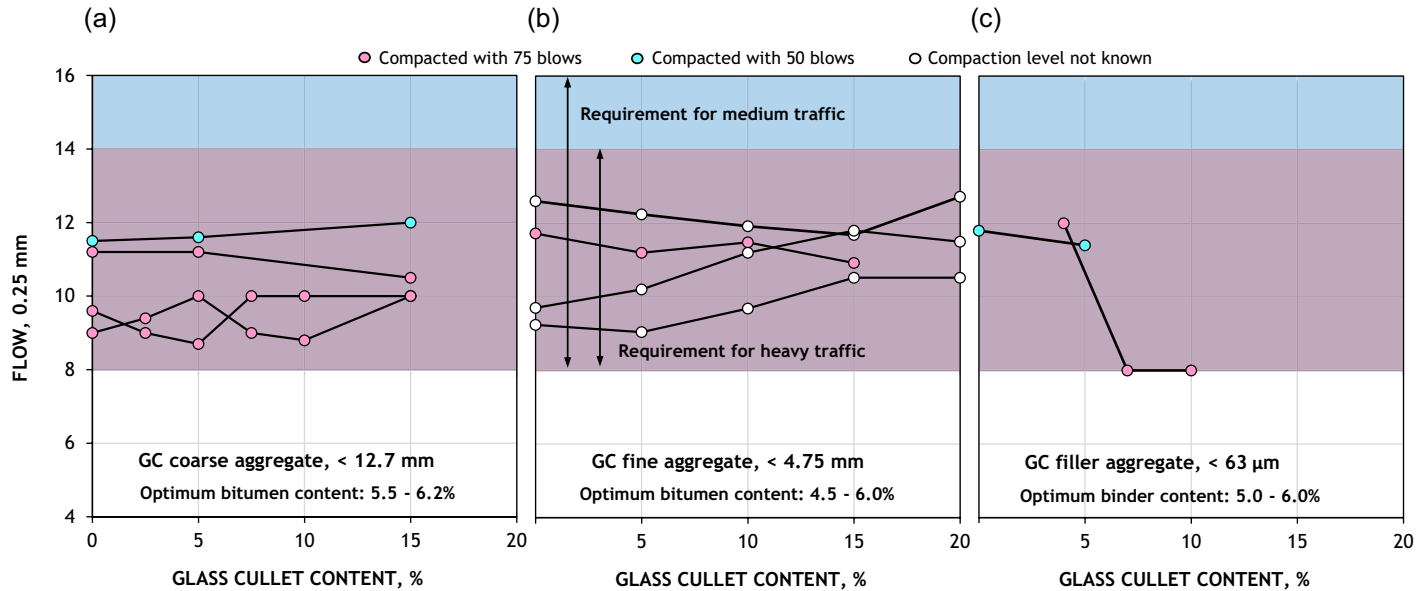 (a)
(b)
(c)
Compacted with 75 blows
Compacted with 50 blows
Compaction level not known
16
14
12
10
8
6
4
FLOW, 0.25 mm
Requirement for medium traffic
Requirement for heavy traffic
GC coarse aggregate, < 12.7 mm
Optimum bitumen content: 5.5 - 6.2%
GC fine aggregate, < 4.75 mm
Optimum bitumen content: 4.5 - 6.0%
GC filler aggregate, < 63 µm
Optimum binder content: 5.0 - 6.0%
0 5 10 15 20
5 10 15 20
5 10 15 20
GLASS CULLET CONTENT, %
GLASS CULLET CONTENT, %
GLASS CULLET CONTENT, %